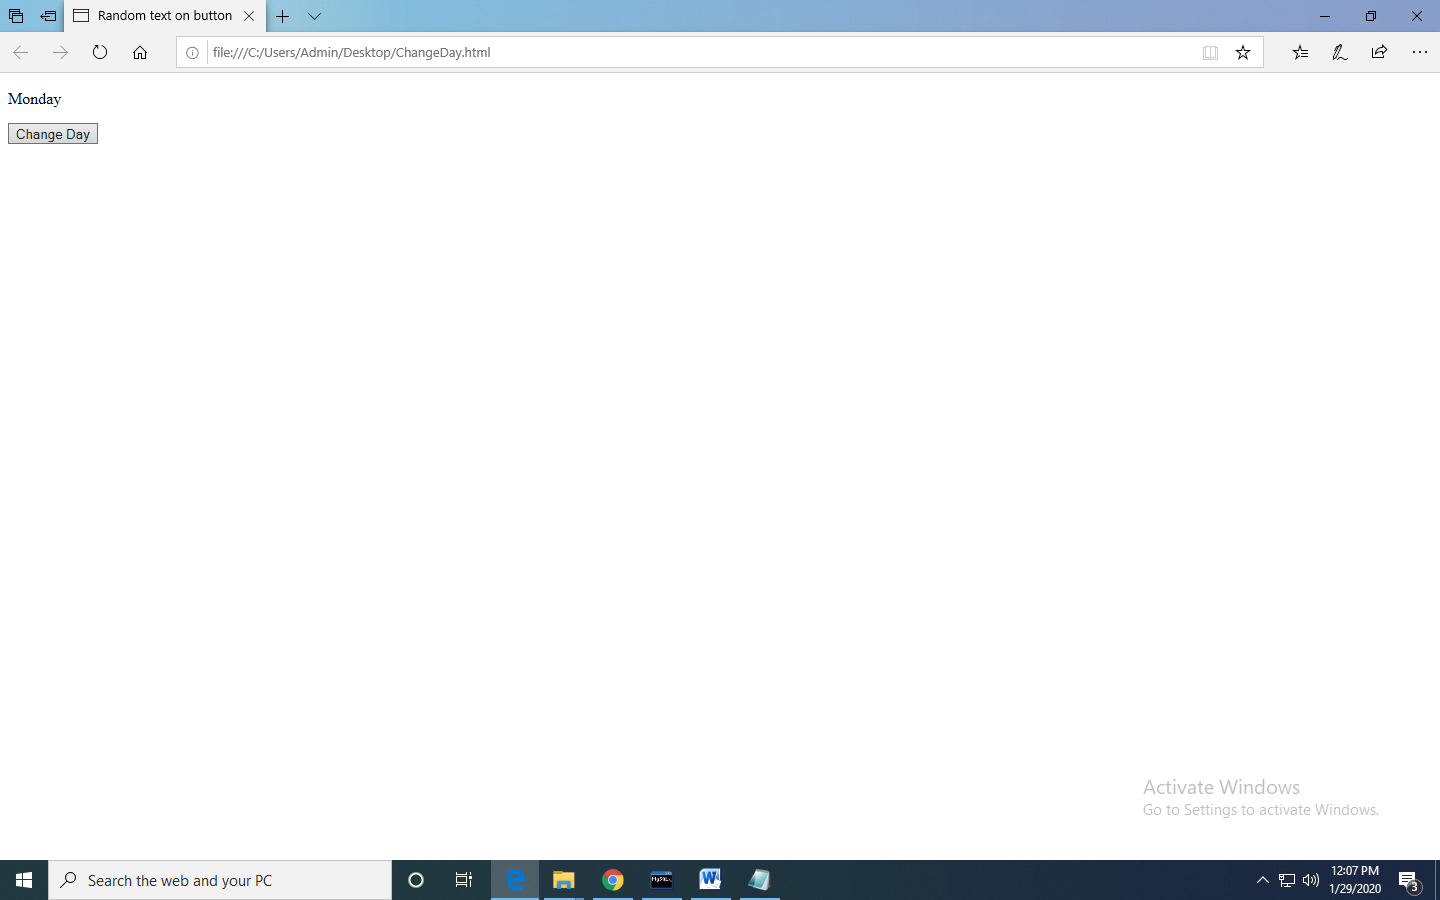 Random text on button
file:///C:/Users/Admin/Desktop/ChangeDay.html
Monday
Change Day
Activate Windows
Go to Settings to activate Windows.
Search the web and your PC
MySQL
W
12:07 PM
1/29/2020
3